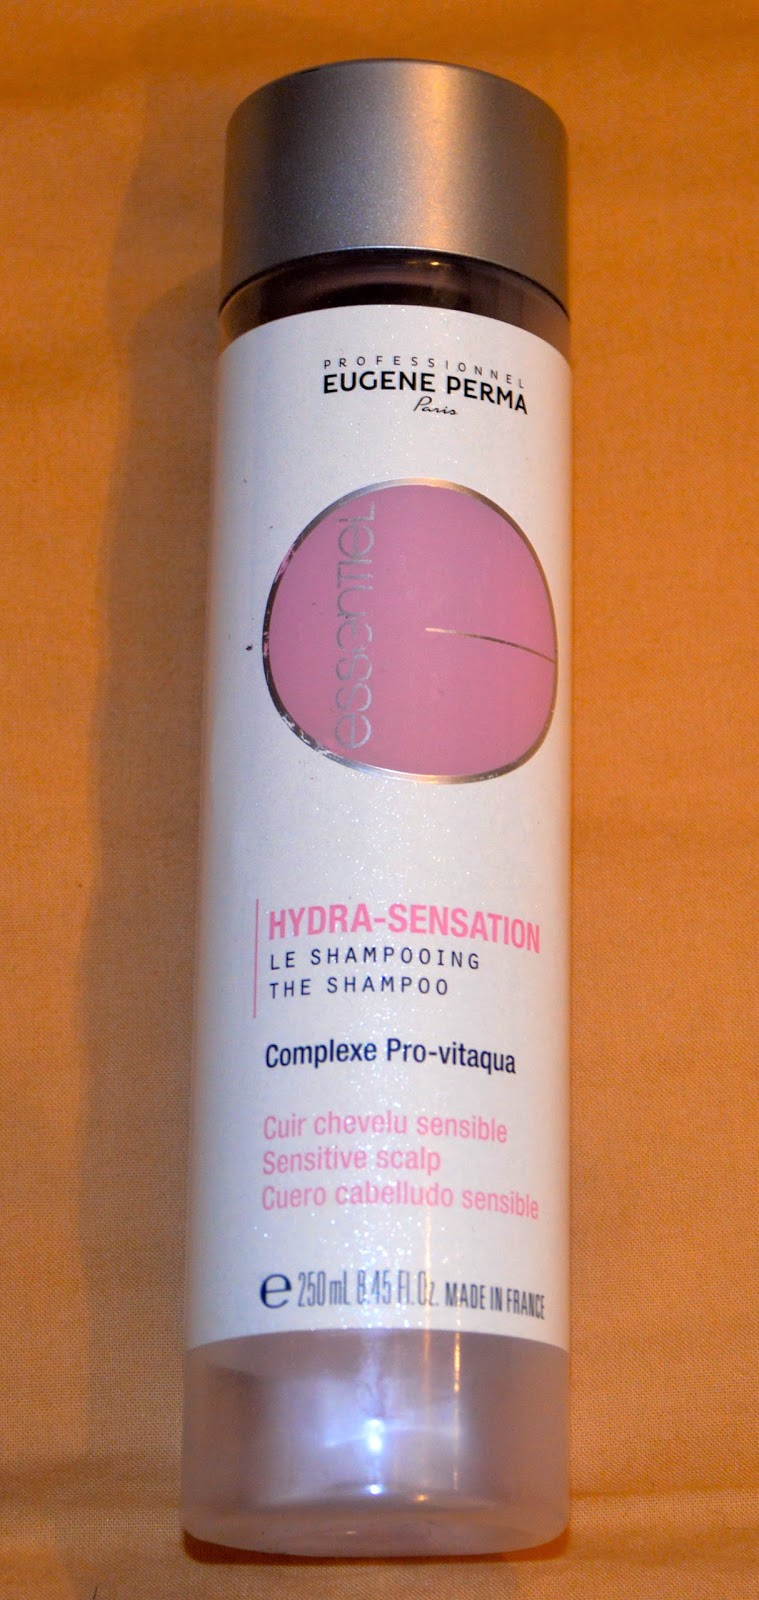 PROFESSIONNEL
EUGENE PERMA
Paris
essentiel
HYDRA-SENSATION
LE SHAMPOOING
THE SHAMPOO
Complexe Pro-vitaqua
Cuir chevelu sensible
Sensitive scalp
Cuero cabelludo sensible
e 250 mL 8.45 Fl.Oz. MADE IN FRANCE